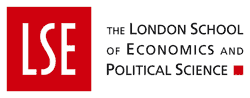 LSE
THE LONDON SCHOOL
OF ECONOMICS AND
POLITICAL SCIENCE